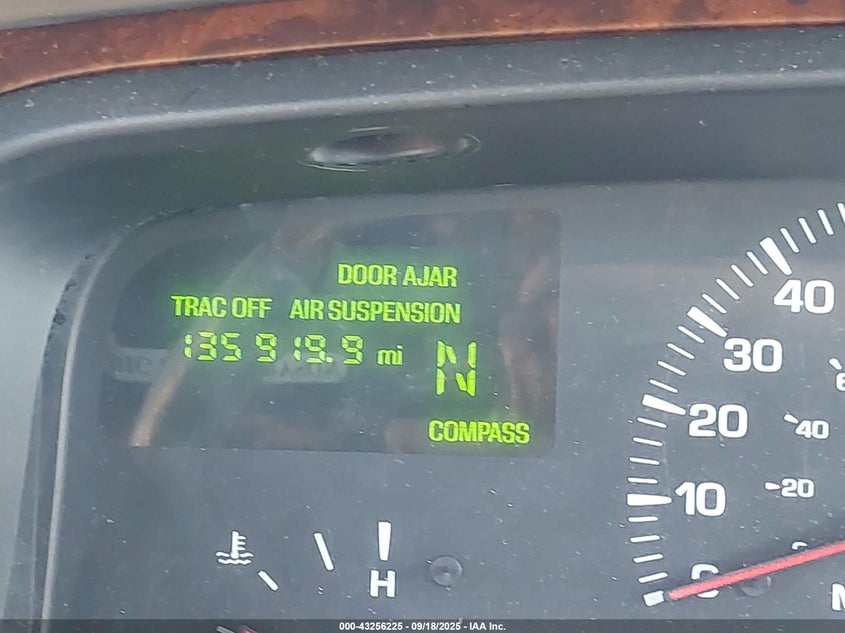 DOOR AJAR
TRAC OFF AIR SUSPENSION
135919.9 mi N
COMPASS
40
30
20
40
10
20
0
H
000-43256225 - 09/18/2025 - IAA Inc.